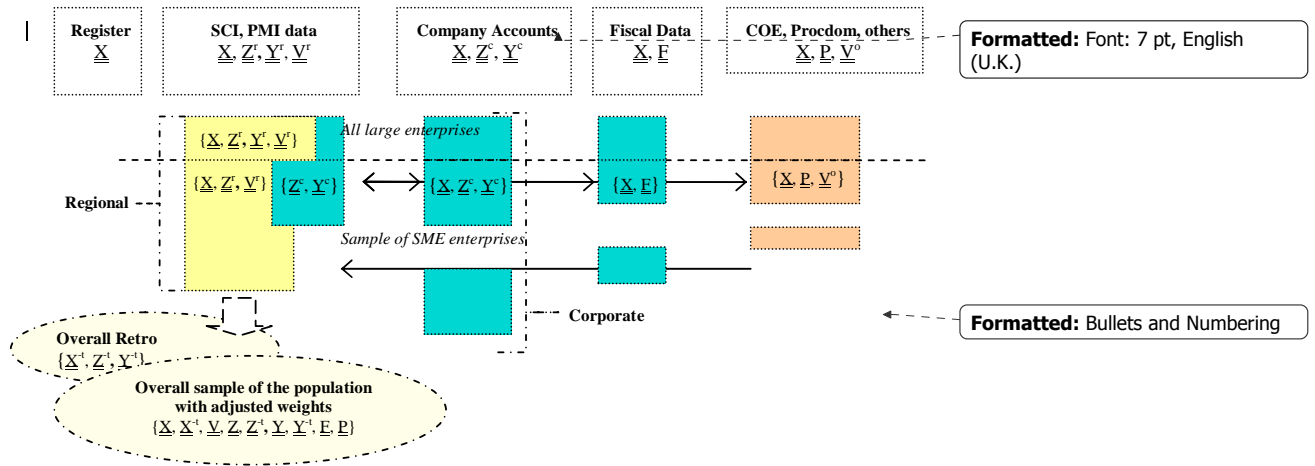 Register
X
SCI, PMI data
X, Zʳ, Yʳ, Vʳ
Company Accounts
X, Zᶜ, Yᶜ
Fiscal Data
X, F
COE, Procdom, others
X, P, Vᵒ
Formatted: Font: 7 pt, English
(U.K.)
{X, Zʳ, Yʳ, Vʳ}
All large enterprises
{X, Zʳ, Vʳ}
{Zᶜ, Yᶜ}
{X, Zᶜ, Yᶜ}
{X, F}
{X, P, Vᵒ}
Regional
Sample of SME enterprises
Corporate
Formatted: Bullets and Numbering
Overall Retro
{X⁻ᵗ, Z⁻ᵗ, Y⁻ᵗ}
Overall sample of the population
with adjusted weights
{X, X⁻ᵗ, V, Z, Z⁻ᵗ, Y, Y⁻ᵗ, F, P}